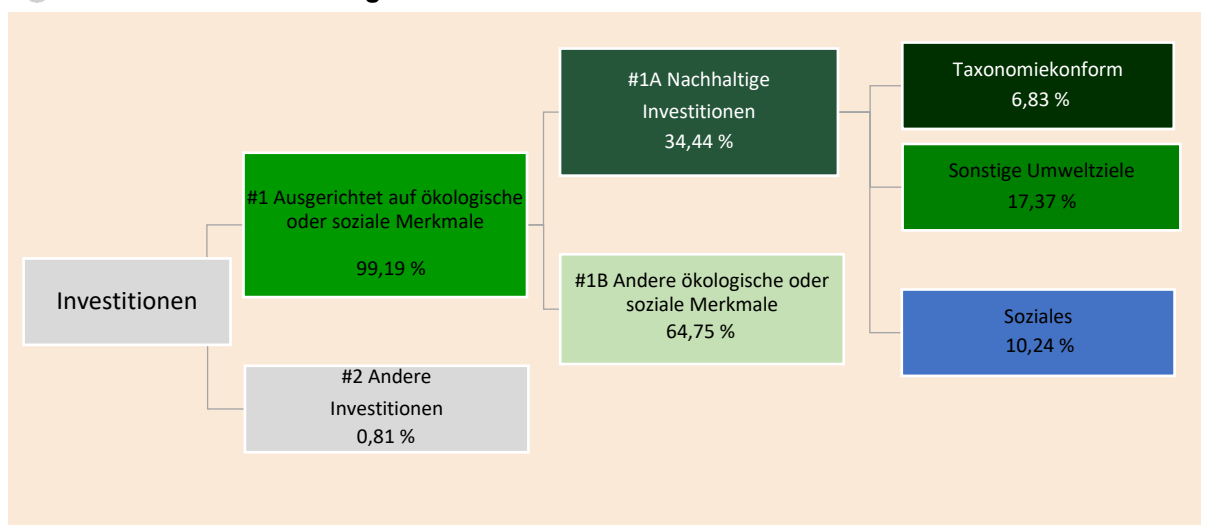 Investitionen
#1 Ausgerichtet auf ökologische
oder soziale Merkmale
99,19 %
#2 Andere
Investitionen
0,81 %
#1A Nachhaltige
Investitionen
34,44 %
#1B Andere ökologische oder
soziale Merkmale
64,75 %
Taxonomiekonform
6,83 %
Sonstige Umweltziele
17,37 %
Soziales
10,24 %